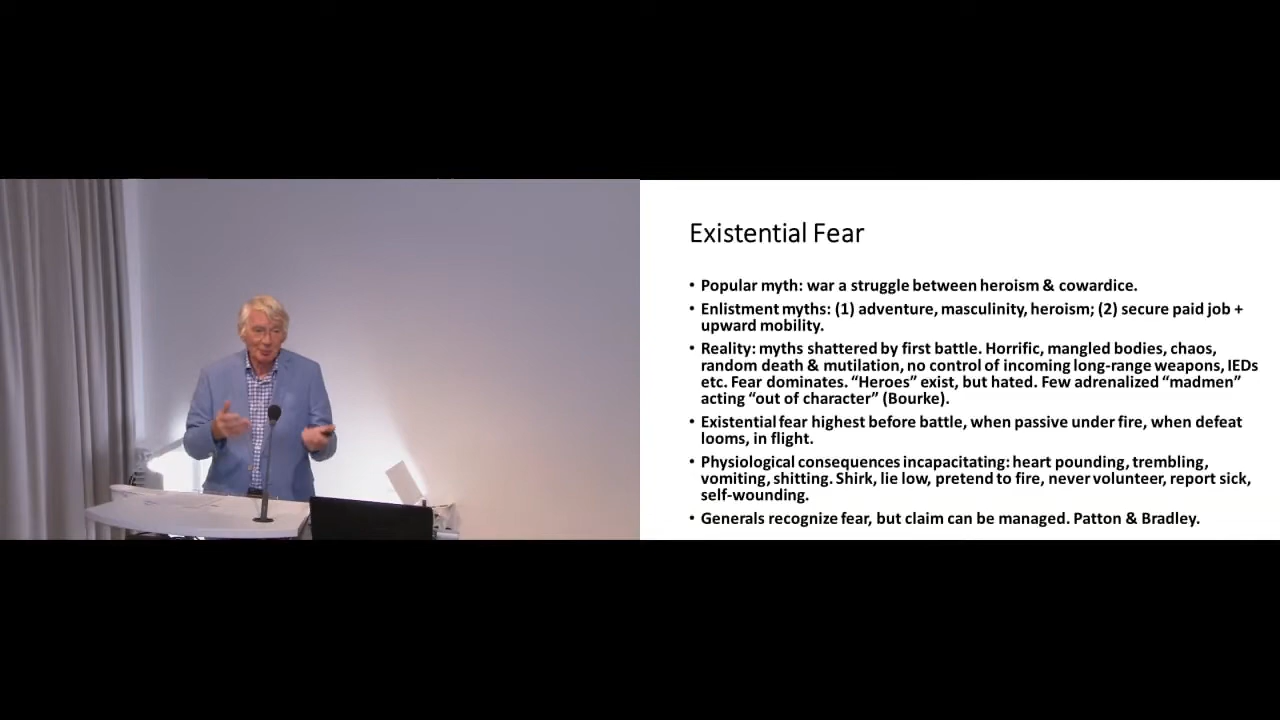 Existential Fear
• Popular myth: war a struggle between heroism & cowardice.
• Enlistment myths: (1) adventure, masculinity, heroism; (2) secure paid job +
upward mobility.
• Reality: myths shattered by first battle. Horrific, mangled bodies, chaos,
random death & mutilation, no control of incoming long-range weapons, IEDs
etc. Fear dominates. “Heroes” exist, but hated. Few adrenalized “madmen”
acting “out of character” (Bourke).
• Existential fear highest before battle, when passive under fire, when defeat
looms, in flight.
• Physiological consequences incapacitating: heart pounding, trembling,
vomiting, shitting. Shirk, lie low, pretend to fire, never volunteer, report sick,
self-wounding.
• Generals recognize fear, but claim can be managed. Patton & Bradley.